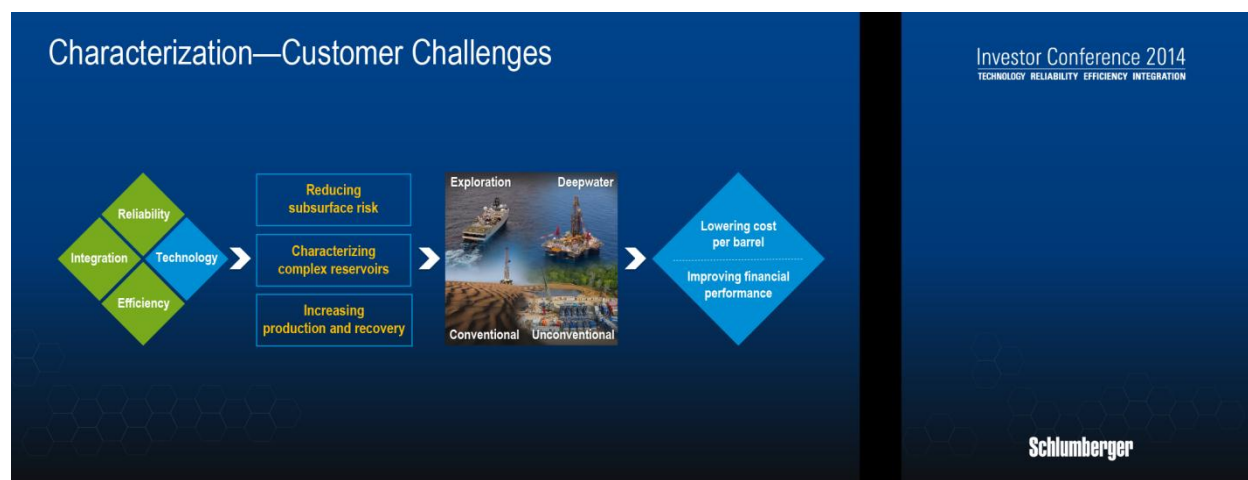 Characterization—Customer Challenges
Investor Conference 2014
TECHNOLOGY RELIABILITY EFFICIENCY INTEGRATION
Reliability
Integration
Technology
Efficiency
Reducing
subsurface risk
Characterizing
complex reservoirs
Increasing
production and recovery
Exploration
Deepwater
Conventional
Unconventional
Lowering cost
per barrel
Improving financial
performance
Schlumberger